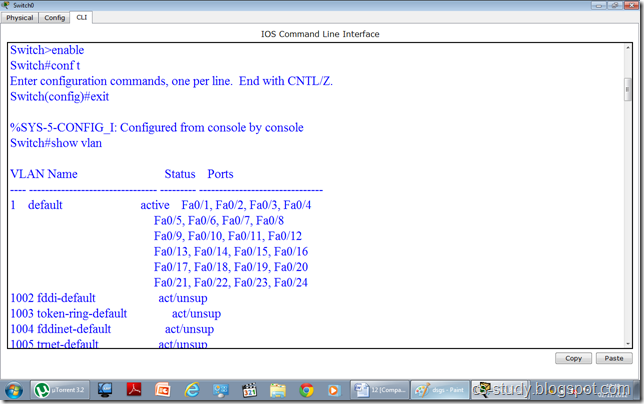 Switch0
Physical Config CLI
IOS Command Line Interface
Switch>enable
Switch#conf t
Enter configuration commands, one per line. End with CNTL/Z.
Switch(config)#exit
%SYS-5-CONFIG_I: Configured from console by console
Switch#show vlan
VLAN Name Status Ports
---- -------------------------------- --------- -------------------------------
1 default active Fa0/1, Fa0/2, Fa0/3, Fa0/4
Fa0/5, Fa0/6, Fa0/7, Fa0/8
Fa0/9, Fa0/10, Fa0/11, Fa0/12
Fa0/13, Fa0/14, Fa0/15, Fa0/16
Fa0/17, Fa0/18, Fa0/19, Fa0/20
Fa0/21, Fa0/22, Fa0/23, Fa0/24
1002 fddi-default act/unsup
1003 token-ring-default act/unsup
1004 fddinet-default act/unsup
1005 trnet-default act/unsup
Copy Paste
µTorrent 3.2 12 [Compa... dsgs - Paint
cs-study.blogspot.com